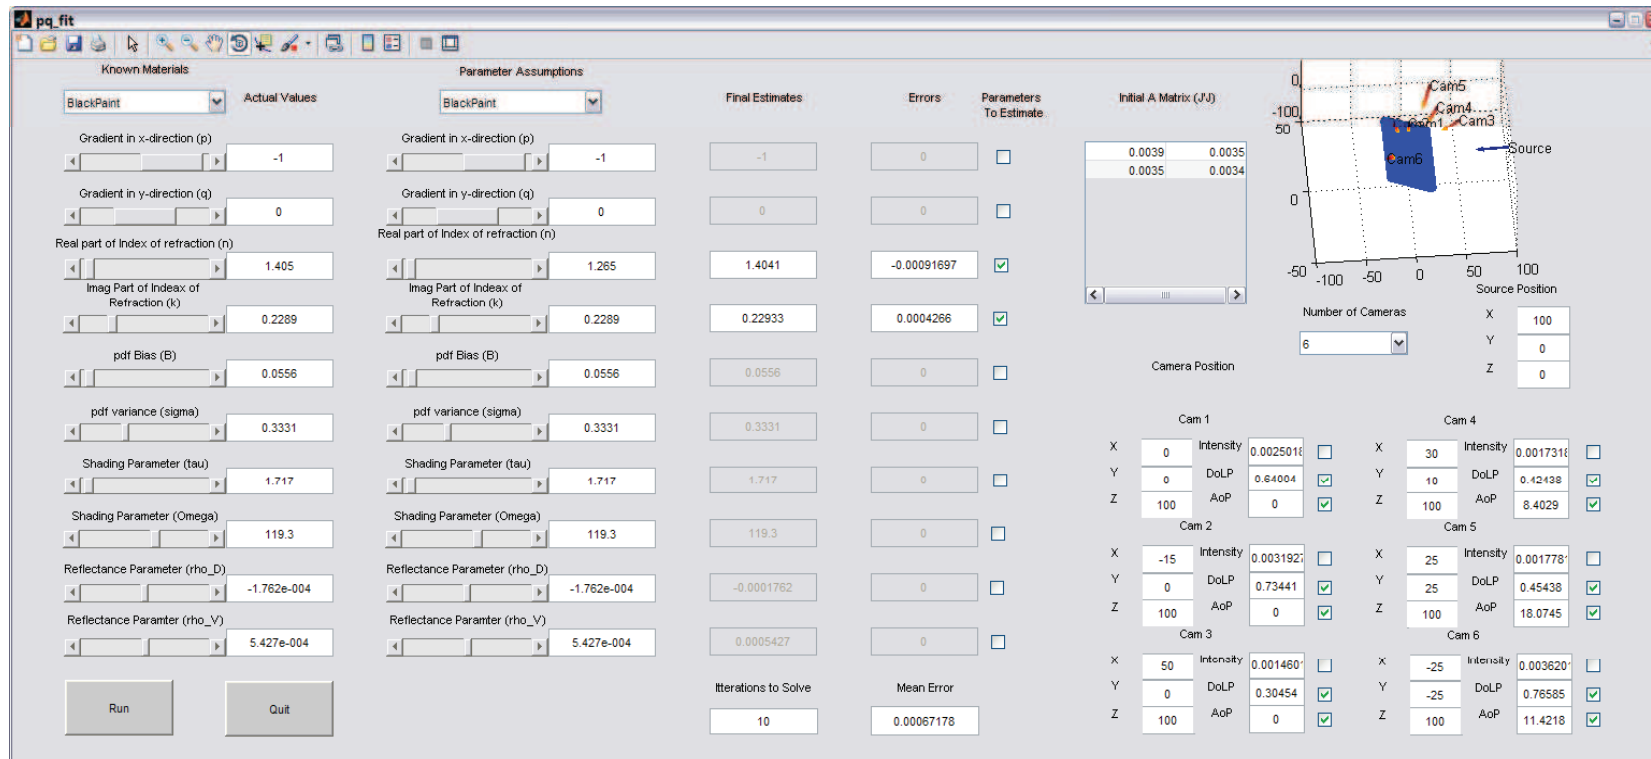 pq_fit
Known Materials
Parameter Assumptions
BlackPaint
Actual Values
BlackPaint
Final Estimates
Errors
Parameters
To Estimate
Initial A Matrix (J'J)
Gradient in x-direction (p)
-1
Gradient in x-direction (p)
-1
-1
0
0.0039 0.0035
0.0035 0.0034
Gradient in y-direction (q)
0
Gradient in y-direction (q)
0
0
0
Real part of Index of refraction (n)
1.405
Real part of Index of refraction (n)
1.265
1.4041
-0.00091697
Imag Part of Indeax of
Refraction (k)
0.2289
Imag Part of Indeax of
Refraction (k)
0.2289
0.22933
0.0004266
pdf Bias (B)
0.0556
pdf Bias (B)
0.0556
0.0556
0
pdf variance (sigma)
0.3331
pdf variance (sigma)
0.3331
0.3331
0
Shading Parameter (tau)
1.717
Shading Parameter (tau)
1.717
1.717
0
Shading Parameter (Omega)
119.3
Shading Parameter (Omega)
119.3
119.3
0
Reflectance Parameter (rho_D)
-1.762e-004
Reflectance Parameter (rho_D)
-1.762e-004
-0.0001762
0
Reflectance Paramter (rho_V)
5.427e-004
Reflectance Paramter (rho_V)
5.427e-004
0.0005427
0
Run
Quit
Itterations to Solve
10
Mean Error
0.00067178
0
-100
50
0
-50
-100 -50 0 50 100
Cam5
Cam4
Cam1
Cam3
Cam6
Source
Source Position
X 100
Y 0
Z 0
Number of Cameras
6
Camera Position
Cam 1
X 0 Intensity 0.0025018
Y 0 DoLP 0.64004
Z 100 AoP 0
Cam 2
X -15 Intensity 0.0031927
Y 0 DoLP 0.73441
Z 100 AoP 0
Cam 3
X 50 Intensity 0.001460
Y 0 DoLP 0.30454
Z 100 AoP 0
Cam 4
X 30 Intensity 0.0017318
Y 10 DoLP 0.42438
Z 100 AoP 8.4029
Cam 5
X 25 Intensity 0.001778
Y 25 DoLP 0.45438
Z 100 AoP 18.0745
Cam 6
X -25 Intensity 0.003620
Y -25 DoLP 0.76585
Z 100 AoP 11.4218